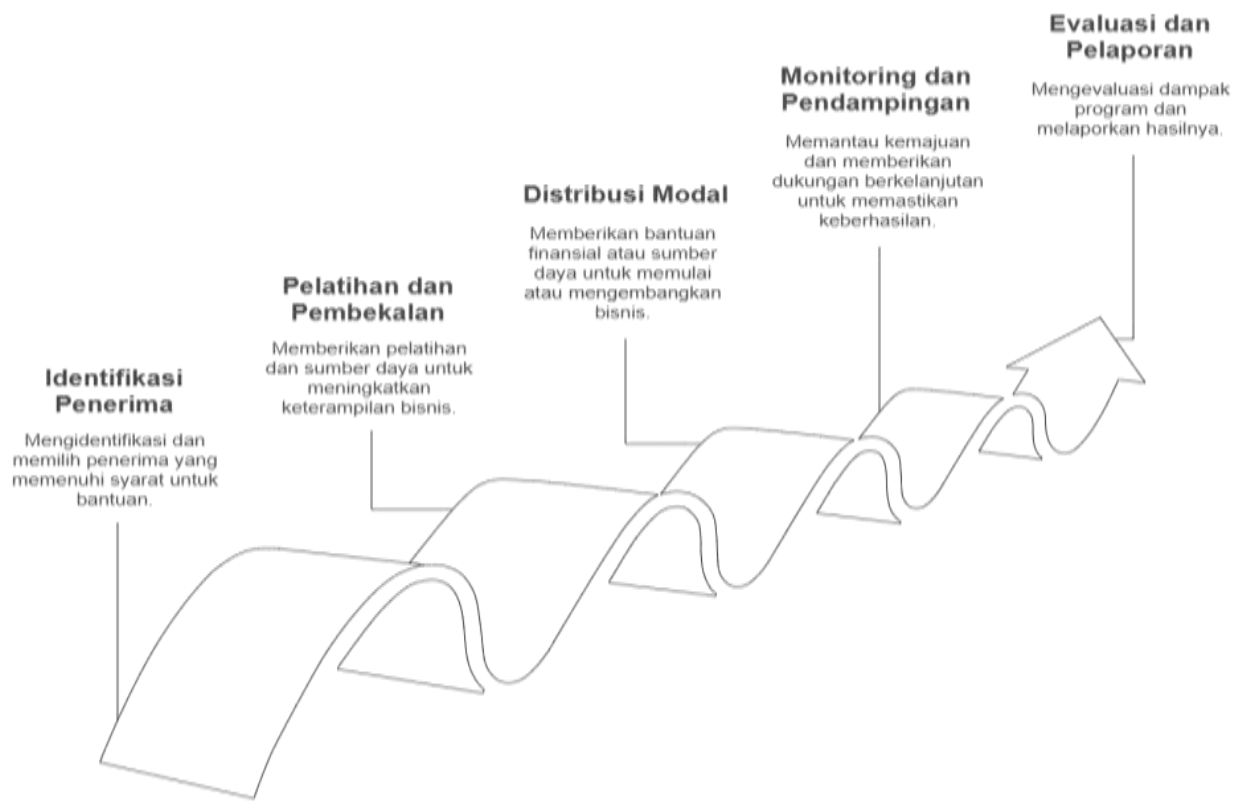 Identifikasi
Penerima
Mengidentifikasi dan
memilih penerima yang
memenuhi syarat untuk
bantuan.
Pelatihan dan
Pembekalan
Memberikan pelatihan
dan sumber daya untuk
meningkatkan
keterampilan bisnis.
Distribusi Modal
Memberikan bantuan
finansial atau sumber
daya untuk memulai
atau mengembangkan
bisnis.
Monitoring dan
Pendampingan
Memantau kemajuan
dan memberikan
dukungan berkelanjutan
untuk memastikan
keberhasilan.
Evaluasi dan
Pelaporan
Mengevaluasi dampak
program dan
melaporkan hasilnya.